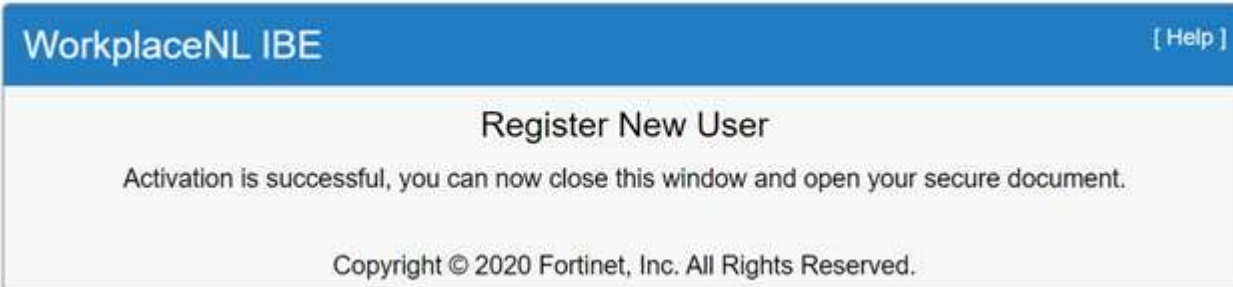 WorkplaceNL IBE
[ Help ]
Register New User
Activation is successful, you can now close this window and open your secure document.
Copyright © 2020 Fortinet, Inc. All Rights Reserved.